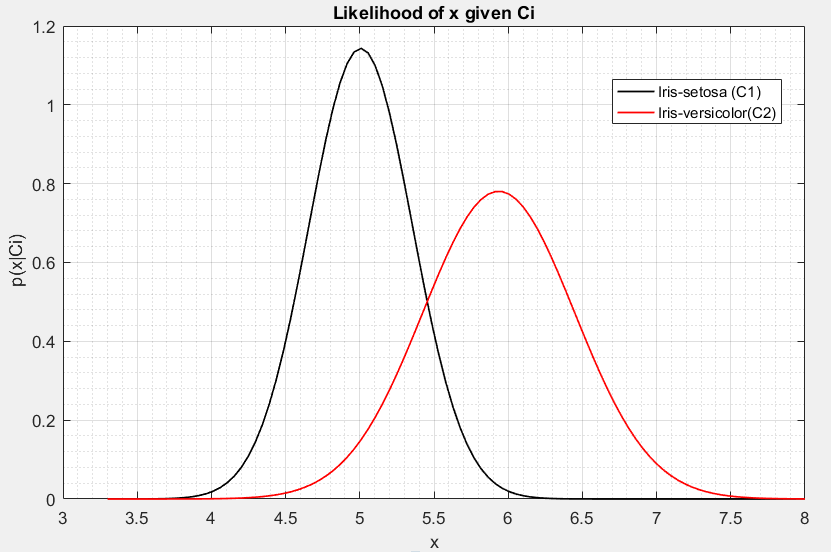 Likelihood of x given Ci
1.2
1
0.8
0.6
0.4
0.2
0
p(x|Ci)
Iris-setosa (C1)
Iris-versicolor(C2)
3 3.5 4 4.5 5 5.5 6 6.5 7 7.5 8
x